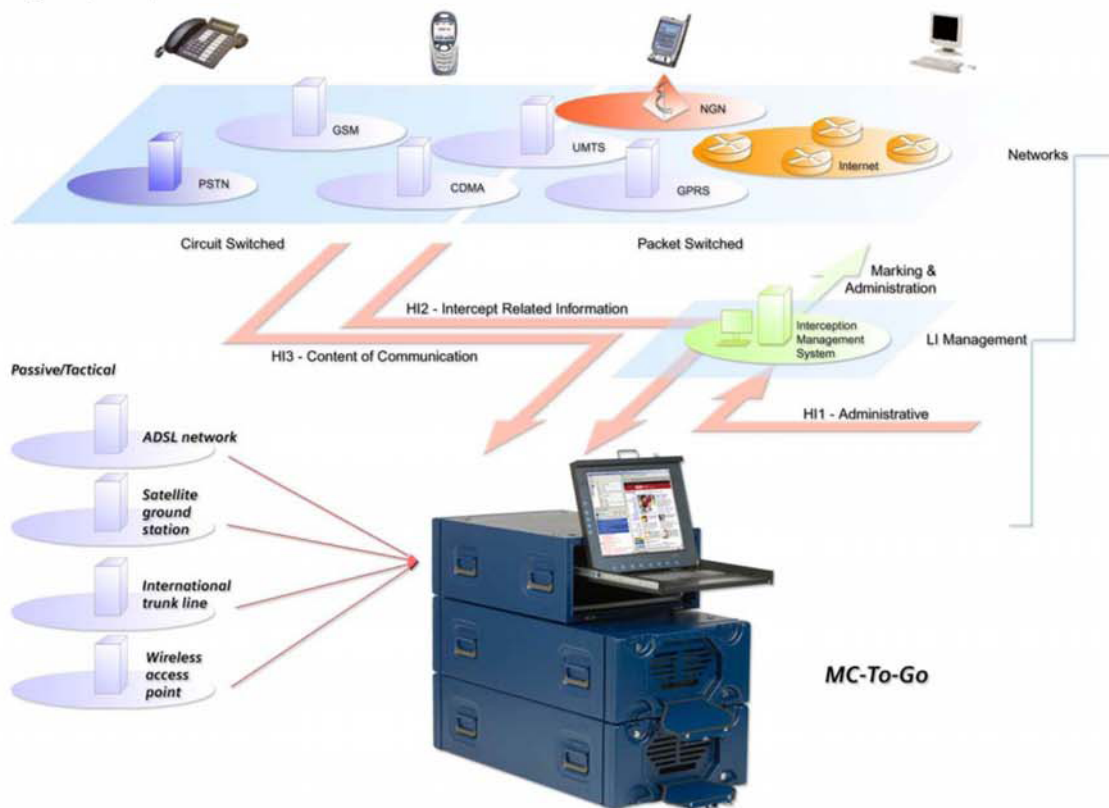 NGN
GSM
UMTS
Internet
PSTN
CDMA
GPRS
Networks
Circuit Switched
Packet Switched
Marking &
Administration
HI2 - Intercept Related Information
Interception
Management
System
LI Management
HI3 - Content of Communication
Passive/Tactical
HI1 - Administrative
ADSL network
Satellite
ground
station
International
trunk line
Wireless
access
point
MC-To-Go